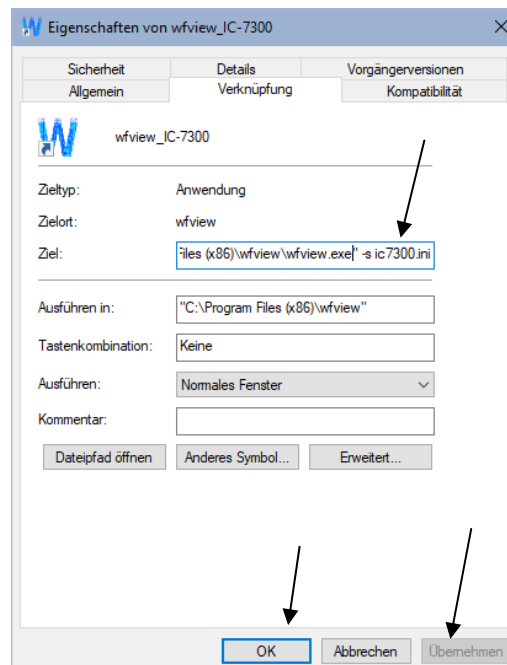 Eigenschaften von wfview_IC-7300
Sicherheit Details Vorgängerversionen
Allgemein Verknüpfung Kompatibilität
wfview_IC-7300
Zieltyp: Anwendung
Zielort: wfview
Ziel: Files (x86)\wfview\wfview.exe" -s ic7300.ini
Ausführen in: "C:\Program Files (x86)\wfview"
Tastenkombination: Keine
Ausführen: Normales Fenster
Kommentar:
Dateipfad öffnen Anderes Symbol... Erweitert...
OK Abbrechen Übernehmen